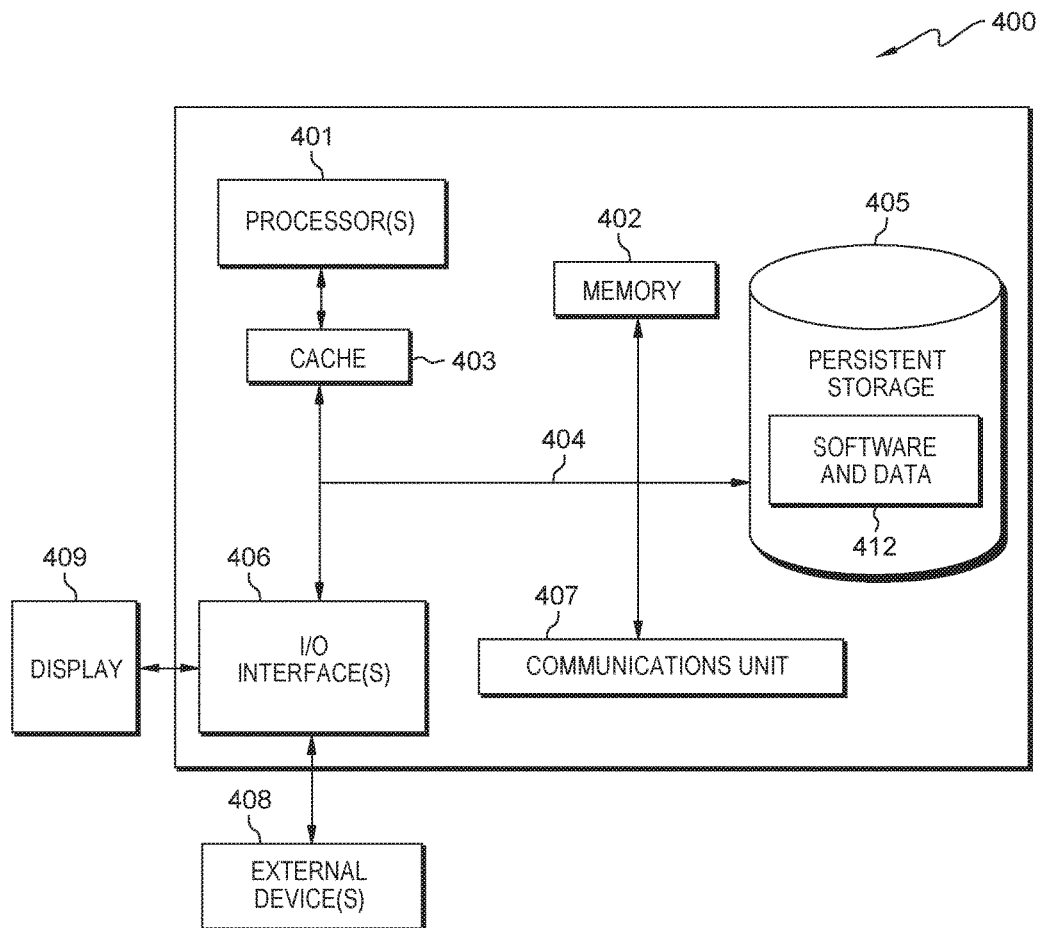 400
401
PROCESSOR(S)
402
MEMORY
405
CACHE
403
PERSISTENT
STORAGE
404
SOFTWARE
AND DATA
412
409
DISPLAY
406
I/O
INTERFACE(S)
407
COMMUNICATIONS UNIT
408
EXTERNAL
DEVICE(S)